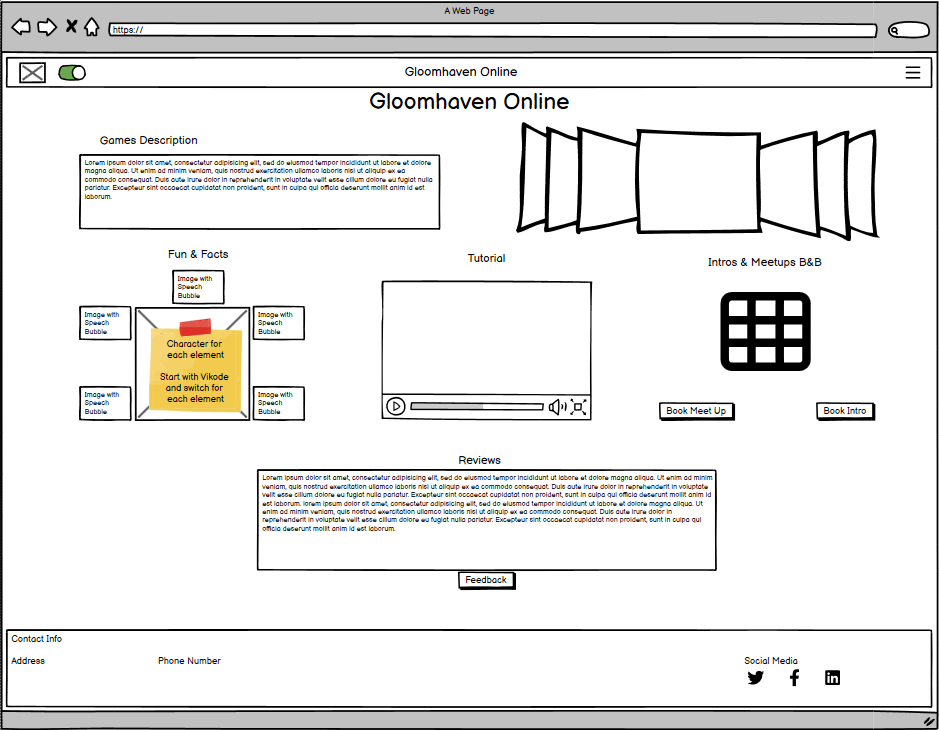 A Web Page
https://
Gloomhaven Online
Gloomhaven Online
Games Description
Lorem ipsum dolor sit amet, consectetur adipisicing elit, sed do eiusmod tempor incididunt ut labore et dolore
magna aliqua. Ut enim ad minim veniam, quis nostrud exercitation ullamco laboris nisi ut aliquip ex ea
commodo consequat. Duis aute irure dolor in reprehenderit in voluptate velit esse cillum dolore eu fugiat nulla
pariatur. Excepteur sint occaecat cupidatat non proident, sunt in culpa qui officia deserunt mollit anim id est
laborum.
Fun & Facts
Image with
Speech
Bubble
Image with
Speech
Bubble
Image with
Speech
Bubble
Character for
each element
Start with Vikode
and switch for
each element
Image with
Speech
Bubble
Image with
Speech
Bubble
Tutorial
Intros & Meetups B&B
Book Meet Up
Book Intro
Reviews
Lorem ipsum dolor sit amet, consectetur adipisicing elit, sed do eiusmod tempor incididunt ut labore et dolore magna aliqua. Ut enim ad minim
veniam, quis nostrud exercitation ullamco laboris nisi ut aliquip ex ea commodo consequat. Duis aute irure dolor in reprehenderit in voluptate
velit esse cillum dolore eu fugiat nulla pariatur. Excepteur sint occaecat cupidatat non proident, sunt in culpa qui officia deserunt mollit anim id
est laborum. lorem ipsum dolor sit amet, consectetur adipisicing elit, sed do eiusmod tempor incididunt ut labore et dolore magna aliqua. Ut
enim ad minim veniam, quis nostrud exercitation ullamco laboris nisi ut aliquip ex ea commodo consequat. Duis aute irure dolor in
reprehenderit in voluptate velit esse cillum dolore eu fugiat nulla pariatur. Excepteur sint occaecat cupidatat non proident, sunt in culpa qui
officia deserunt mollit anim id est laborum.
Feedback
Contact Info
Address
Phone Number
Social Media